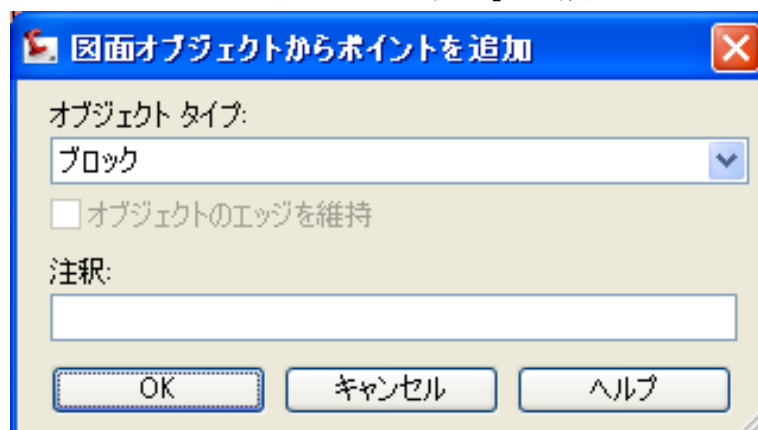 図面オブジェクトからポイントを追加
オブジェクト タイプ:
ブロック
オブジェクトのエッジを維持
注釈:
OK キャンセル ヘルプ